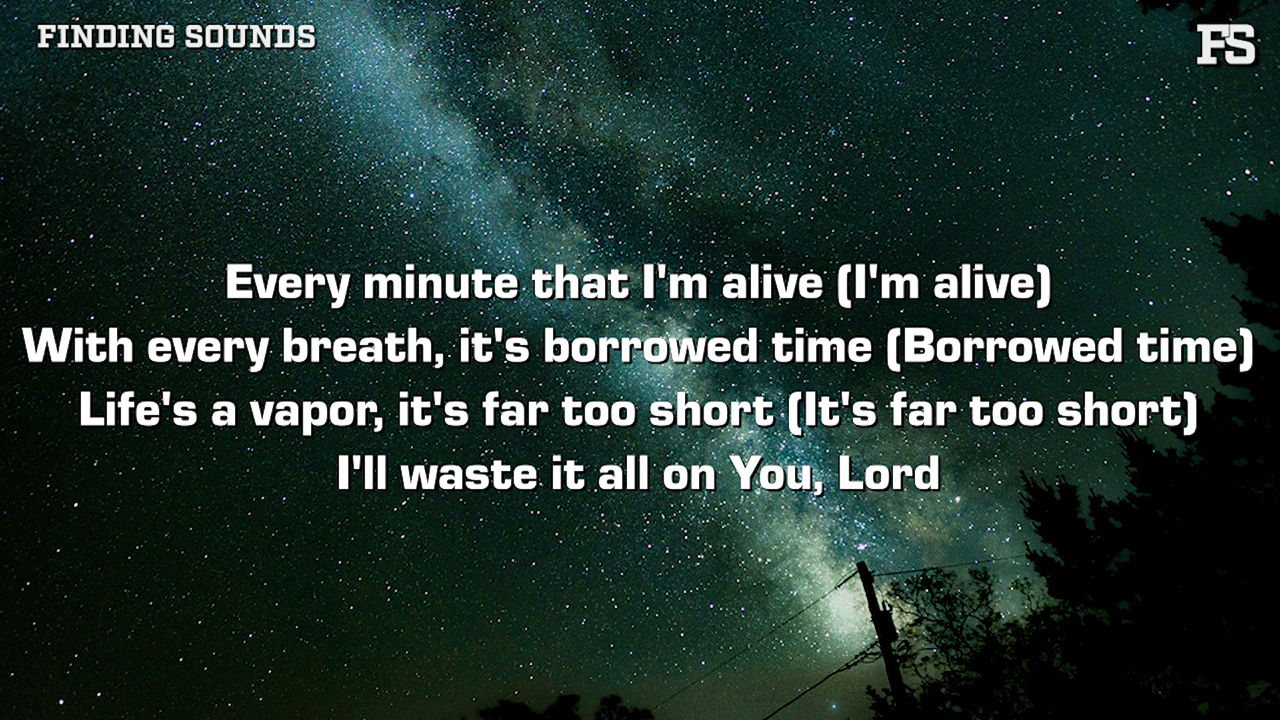 FINDING SOUNDS
FS
Every minute that I'm alive (I'm alive)
With every breath, it's borrowed time (Borrowed time)
Life's a vapor, it's far too short (It's far too short)
I'll waste it all on You, Lord